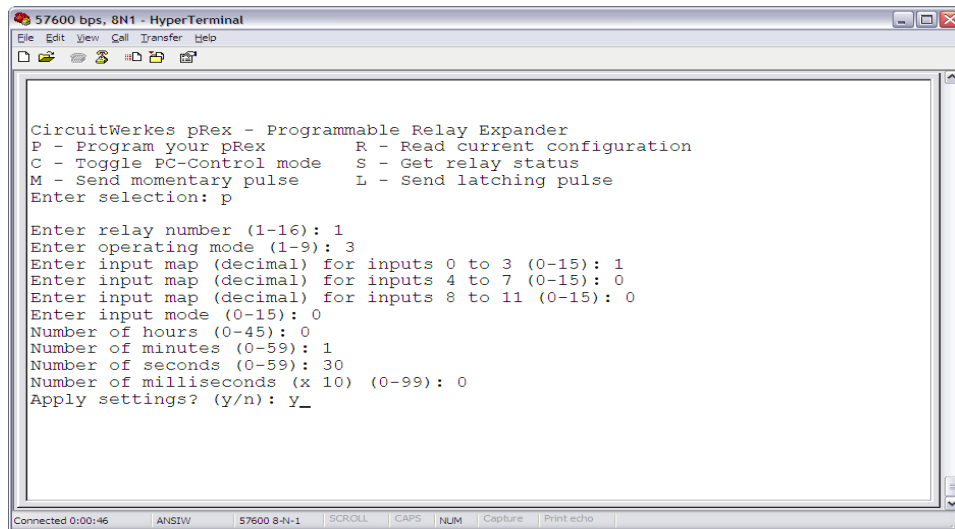 57600 bps, 8N1 - HyperTerminal
File Edit View Call Transfer Help
CircuitWerkes pRex - Programmable Relay Expander
P - Program your pRex R - Read current configuration
C - Toggle PC-Control mode S - Get relay status
M - Send momentary pulse L - Send latching pulse
Enter selection: p
Enter relay number (1-16): 1
Enter operating mode (1-9): 3
Enter input map (decimal) for inputs 0 to 3 (0-15): 1
Enter input map (decimal) for inputs 4 to 7 (0-15): 0
Enter input map (decimal) for inputs 8 to 11 (0-15): 0
Enter input mode (0-15): 0
Number of hours (0-45): 0
Number of minutes (0-59): 1
Number of seconds (0-59): 30
Number of milliseconds (x 10) (0-99): 0
Apply settings? (y/n): y_
Connected 0:00:46 ANSIW 57600 8-N-1 SCROLL CAPS NUM Capture Print echo